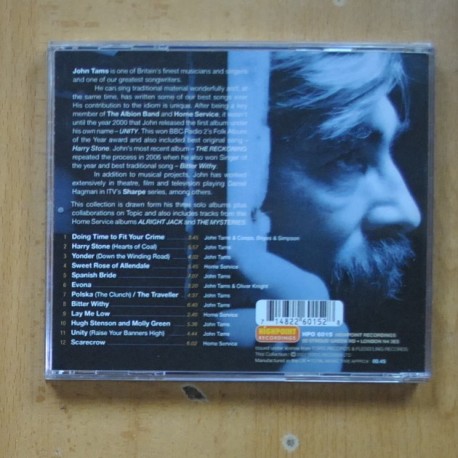 John Tams is one of Britain's finest musicians and singers
and one of our greatest songwriters.
He can sing traditional material wonderfully and, at
the same time, has written some of our best songs ever.
His contribution to the idiom is unique. After being a key
member of The Albion Band and Home Service, it wasn't
until the year 2000 that John released the first album under
his own name – UNITY. This won BBC Radio 2's Folk Album
of the Year award and also included best original song –
Harry Stone. John's most recent album – THE RECKONING
repeated the process in 2006 when he also won Singer of
the year and best traditional song – Bitter Withy.
In addition to musical projects, John has worked
extensively in theatre, film and television playing Daniel
Hagman in ITV's Sharpe series, among others.
This collection is drawn form his three solo albums plus
collaborations on Topic and also includes tracks from the
Home Service albums ALRIGHT JACK and THE MYSTERIES.
1 Doing Time to Fit Your Crime John Tams & Coope, Boyes & Simpson
2 Harry Stone (Hearts of Coal) John Tams
3 Yonder (Down the Winding Road) John Tams
4 Sweet Rose of Allendale Home Service
5 Spanish Bride John Tams
6 Evona John Tams & Oliver Knight
7 Polska (The Clunch) / The Traveller John Tams
8 Bitter Withy John Tams
9 Lay Me Low Home Service
10 Hugh Stenson and Molly Green John Tams
11 Unity (Raise Your Banners High) John Tams
12 Scarecrow Home Service
7 14822 60152 8
HIGHPOINT
RECORDINGS
HPO 6015 HIGHPOINT RECORDINGS
LONDON N4 3ES
This Collection